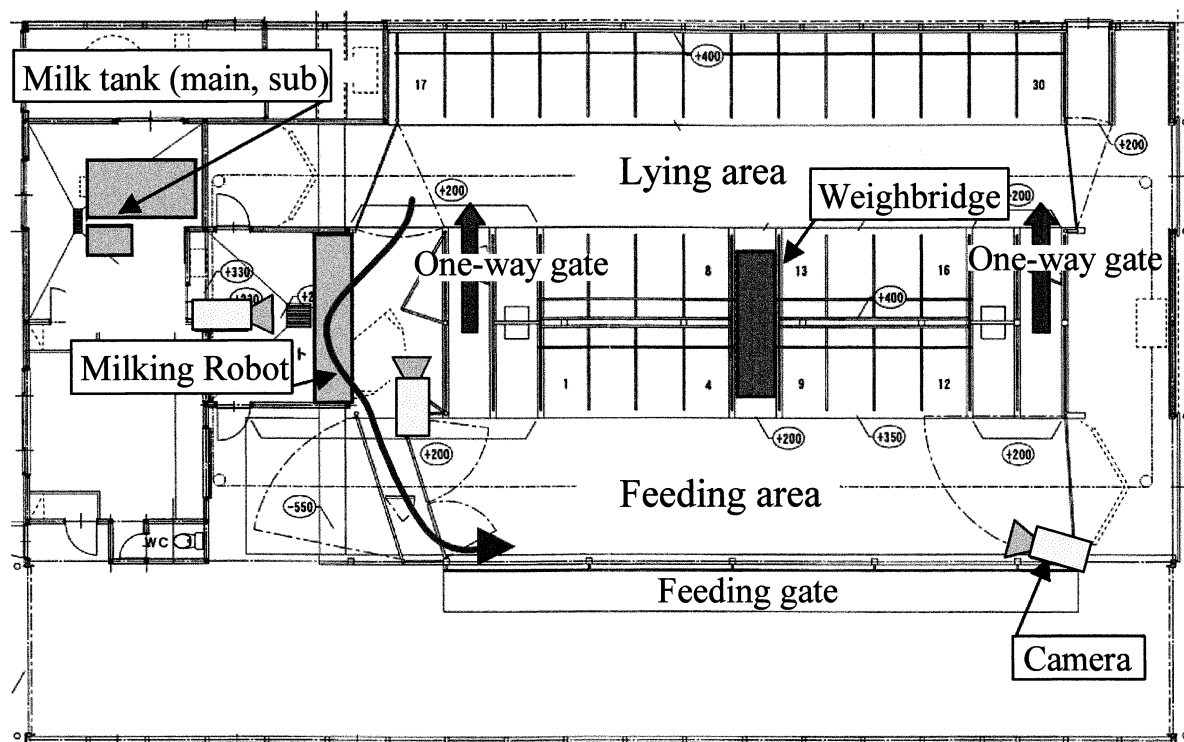 Milk tank (main, sub)
17
+400
30
+200
Lying area
+200
Weighbridge
-200
One-way gate
8
13
16
One-way gate
+330
+400
Milking Robot
1
4
9
12
+200
+200
+350
+200
Feeding area
-550
WC
Feeding gate
Camera